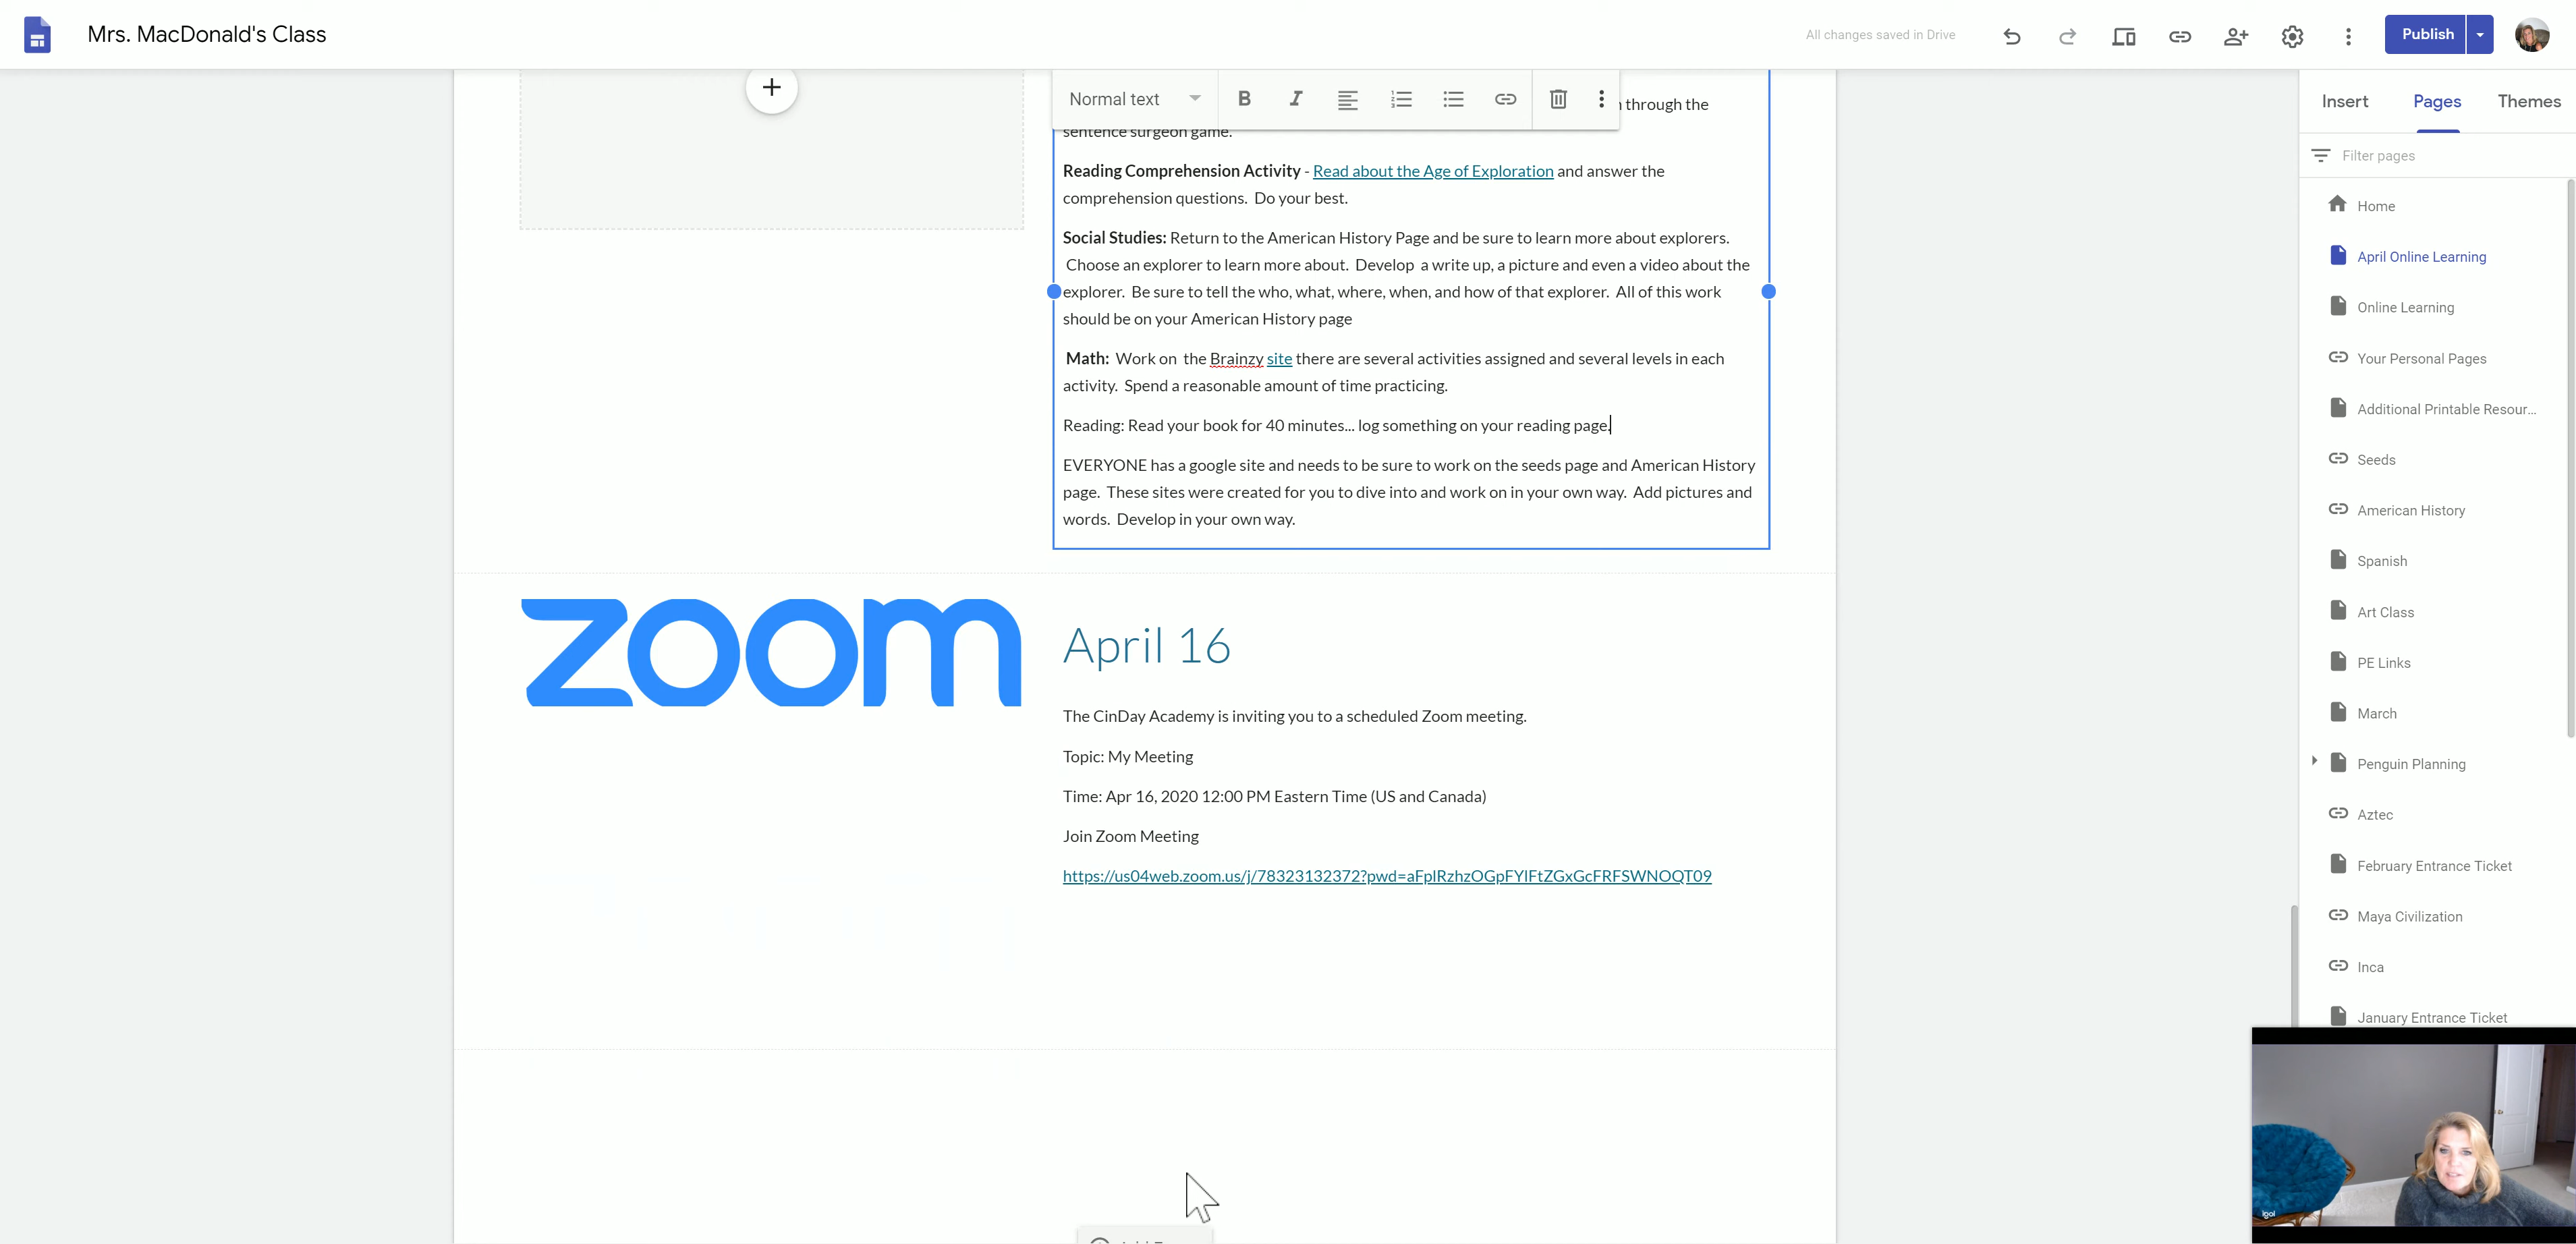 Mrs. MacDonald's Class
All changes saved in Drive
Publish
Normal text
through the
sentence surgeon game.
Reading Comprehension Activity - Read about the Age of Exploration and answer the
comprehension questions.  Do your best.
Social Studies: Return to the American History Page and be sure to learn more about explorers.
Choose an explorer to learn more about.  Develop  a write up, a picture and even a video about the
explorer.  Be sure to tell the who, what, where, when, and how of that explorer.  All of this work
should be on your American History page
Math:  Work on  the Brainzy site there are several activities assigned and several levels in each
activity.  Spend a reasonable amount of time practicing.
Reading: Read your book for 40 minutes... log something on your reading page.
EVERYONE has a google site and needs to be sure to work on the seeds page and American History
page.  These sites were created for you to dive into and work on in your own way.  Add pictures and
words.  Develop in your own way.
zoom
April 16
The CinDay Academy is inviting you to a scheduled Zoom meeting.
Topic: My Meeting
Time: Apr 16, 2020 12:00 PM Eastern Time (US and Canada)
Join Zoom Meeting
https://us04web.zoom.us/j/78323132372?pwd=aFplRzhzOGpFYlFtZGxGcFRFSWNOQT09
Insert
Pages
Themes
Filter pages
Home
April Online Learning
Online Learning
Your Personal Pages
Additional Printable Resour...
Seeds
American History
Spanish
Art Class
PE Links
March
Penguin Planning
Aztec
February Entrance Ticket
Maya Civilization
Inca
January Entrance Ticket